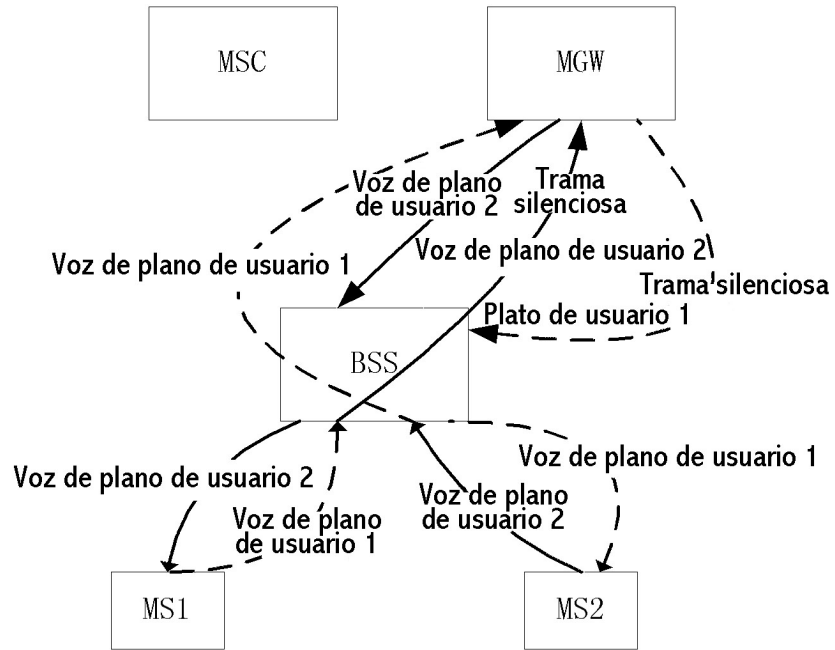 MSC
MGW
Voz de plano
de usuario 2
Trama
silenciosa
Voz de plano de usuario 1
Voz de plano de usuario 2
Trama silenciosa
Plato de usuario 1
BSS
Voz de plano de usuario 2
Voz de plano
de usuario 1
Voz de plano
de usuario 2
Voz de plano de usuario 1
MS1
MS2